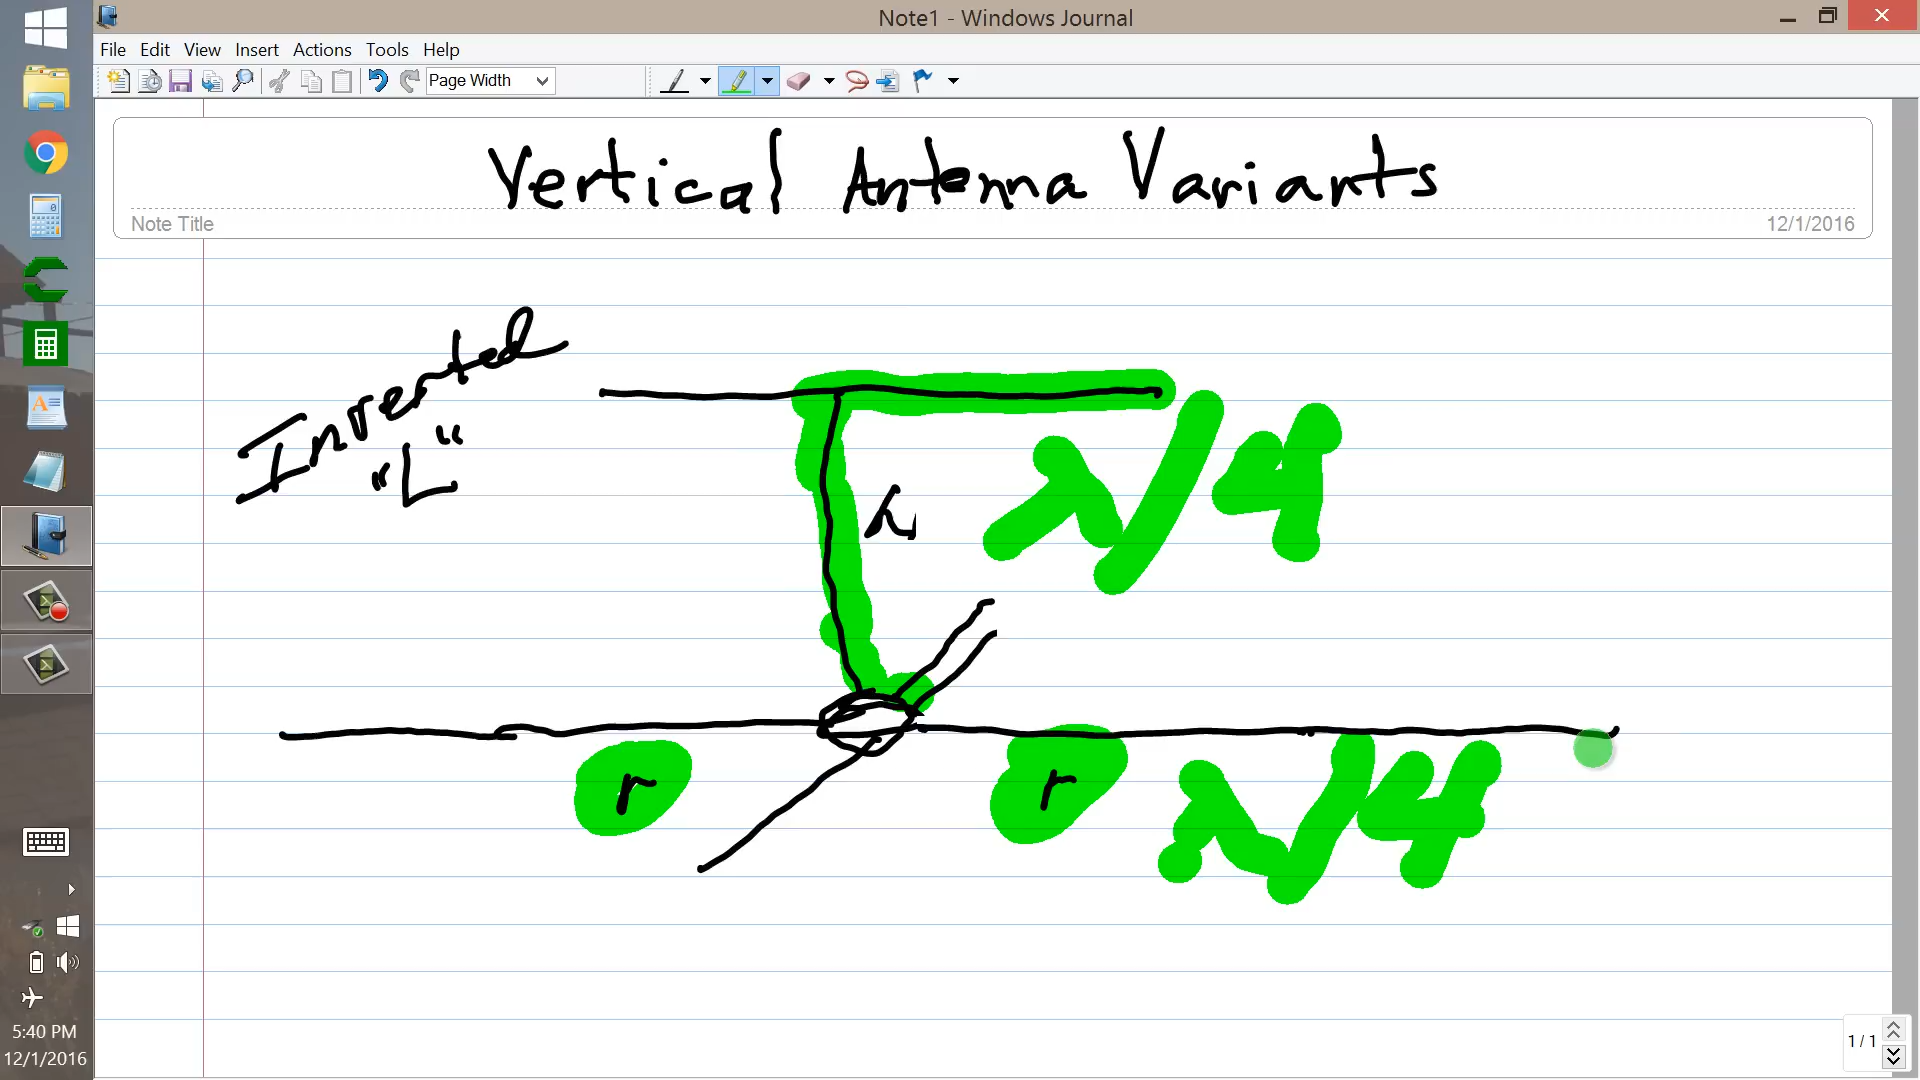 Note1 - Windows Journal
File Edit View Insert Actions Tools Help
Page Width
Vertical Antenna Variants
Note Title
12/1/2016
Inverted
"L"
λ/4
r
r
λ/4
5:40 PM
12/1/2016
1 / 1